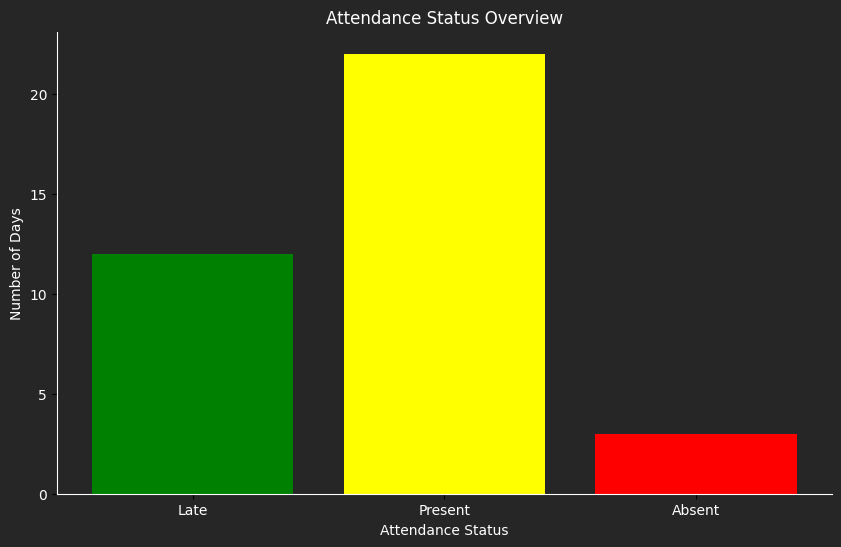 Attendance Status Overview
Number of Days
20
15
10
5
0
Late Present Absent
Attendance Status